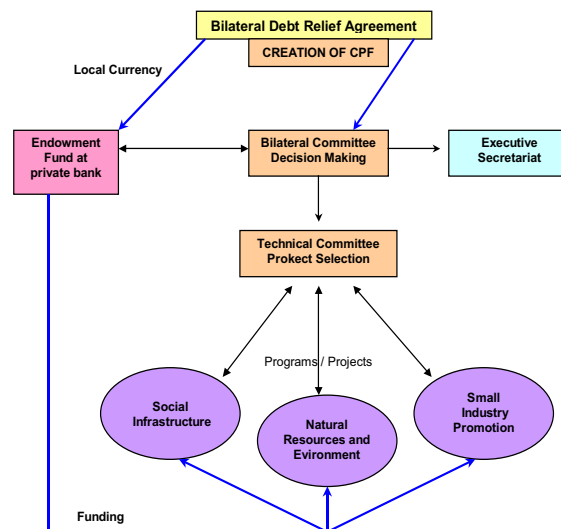 Bilateral Debt Relief Agreement
CREATION OF CPF
Local Currency
Endowment
Fund at
private bank
Bilateral Committee
Decision Making
Executive
Secretariat
Technical Committee
Prokect Selection
Programs / Projects
Social
Infrastructure
Natural
Resources and
Evironment
Small
Industry
Promotion
Funding